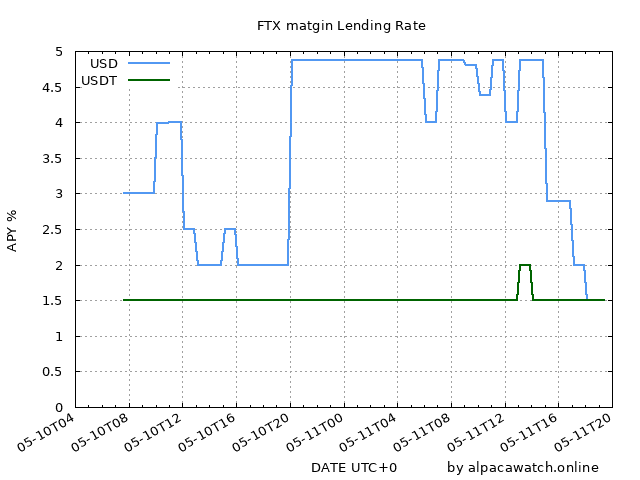 FTX matgin Lending Rate
USD
USDT
5
4.5
4
3.5
3
2.5
2
1.5
1
0.5
0
APY %
05-10T04
05-10T08
05-10T12
05-10T16
05-10T20
05-11T00
05-11T04
05-11T08
05-11T12
05-11T16
05-11T20
DATE UTC+0
by alpacawatch.online